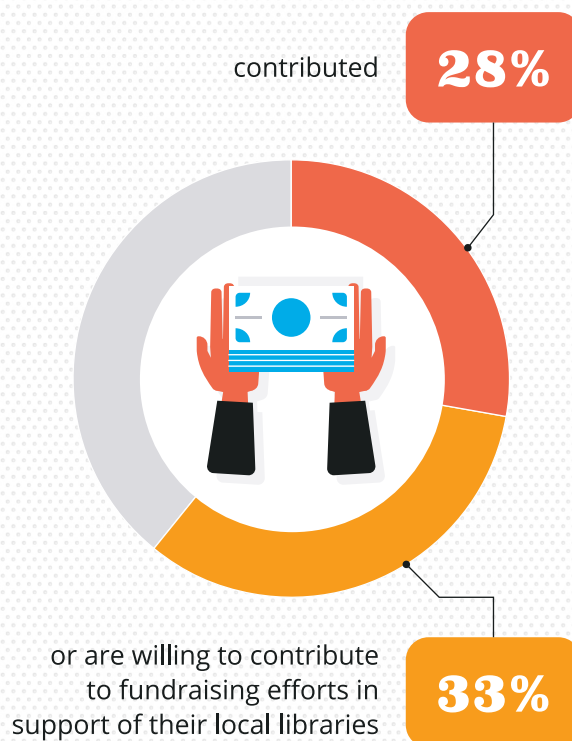 contributed
28%
or are willing to contribute
to fundraising efforts in
support of their local libraries
33%